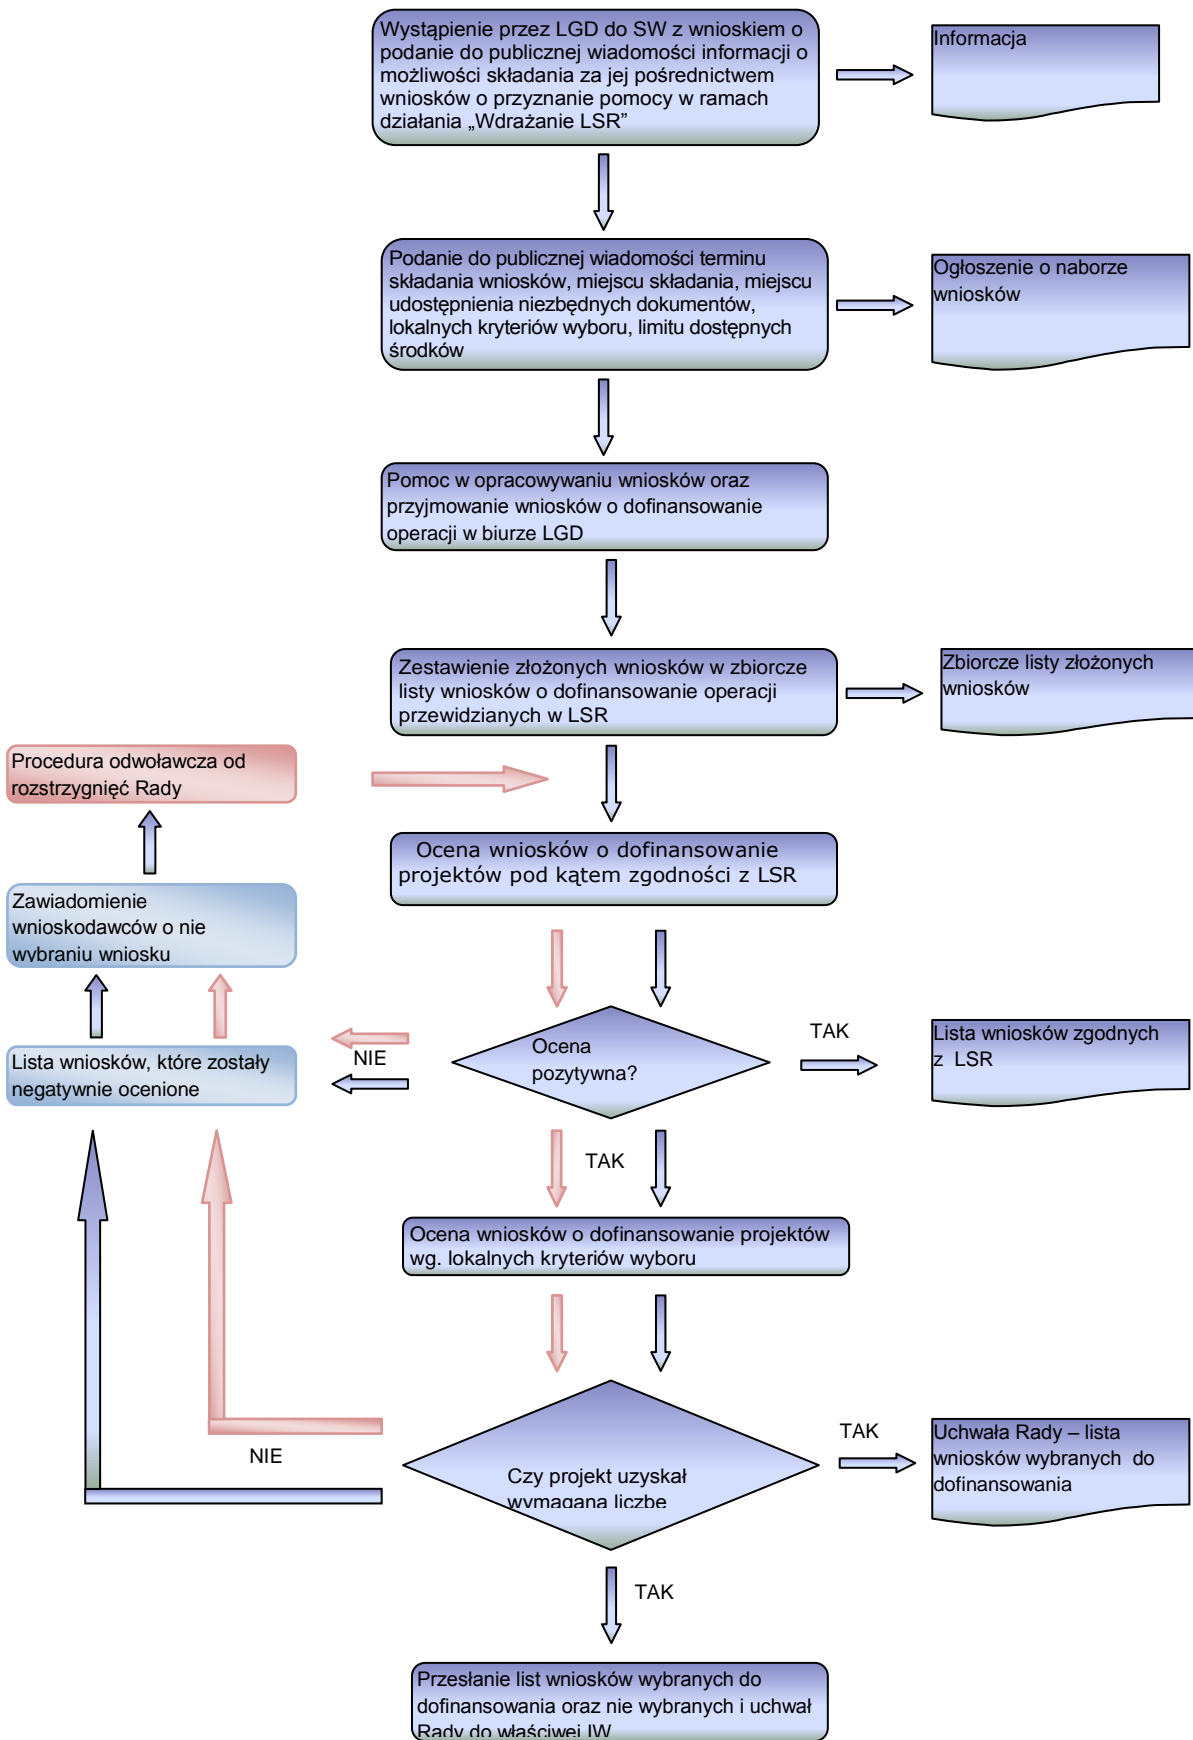 Wystąpienie przez LGD do SW z wnioskiem o
podanie do publicznej wiadomości informacji o
możliwości składania za jej pośrednictwem
wniosków o przyznanie pomocy w ramach
działania „Wdrażanie LSR”
Informacja
Podanie do publicznej wiadomości terminu
składania wniosków, miejscu składania, miejscu
udostępnienia niezbędnych dokumentów,
lokalnych kryteriów wyboru, limitu dostępnych
środków
Ogłoszenie o naborze
wniosków
Pomoc w opracowywaniu wniosków oraz
przyjmowanie wniosków o dofinansowanie
operacji w biurze LGD
Zestawienie złożonych wniosków w zbiorcze
listy wniosków o dofinansowanie operacji
przewidzianych w LSR
Zbiorcze listy złożonych
wniosków
Procedura odwoławcza od
rozstrzygnięć Rady
Ocena wniosków o dofinansowanie
projektów pod kątem zgodności z LSR
Zawiadomienie
wnioskodawców o nie
wybraniu wniosku
Lista wniosków, które zostały
negatywnie ocenione
NIE
Ocena
pozytywna?
TAK
Lista wniosków zgodnych
z LSR
TAK
Ocena wniosków o dofinansowanie projektów
wg. lokalnych kryteriów wyboru
NIE
Czy projekt uzyskał
wymaganą liczbę
TAK
Uchwała Rady – lista
wniosków wybranych do
dofinansowania
TAK
Przesłanie list wniosków wybranych do
dofinansowania oraz nie wybranych i uchwał
Rady do właściwej IW